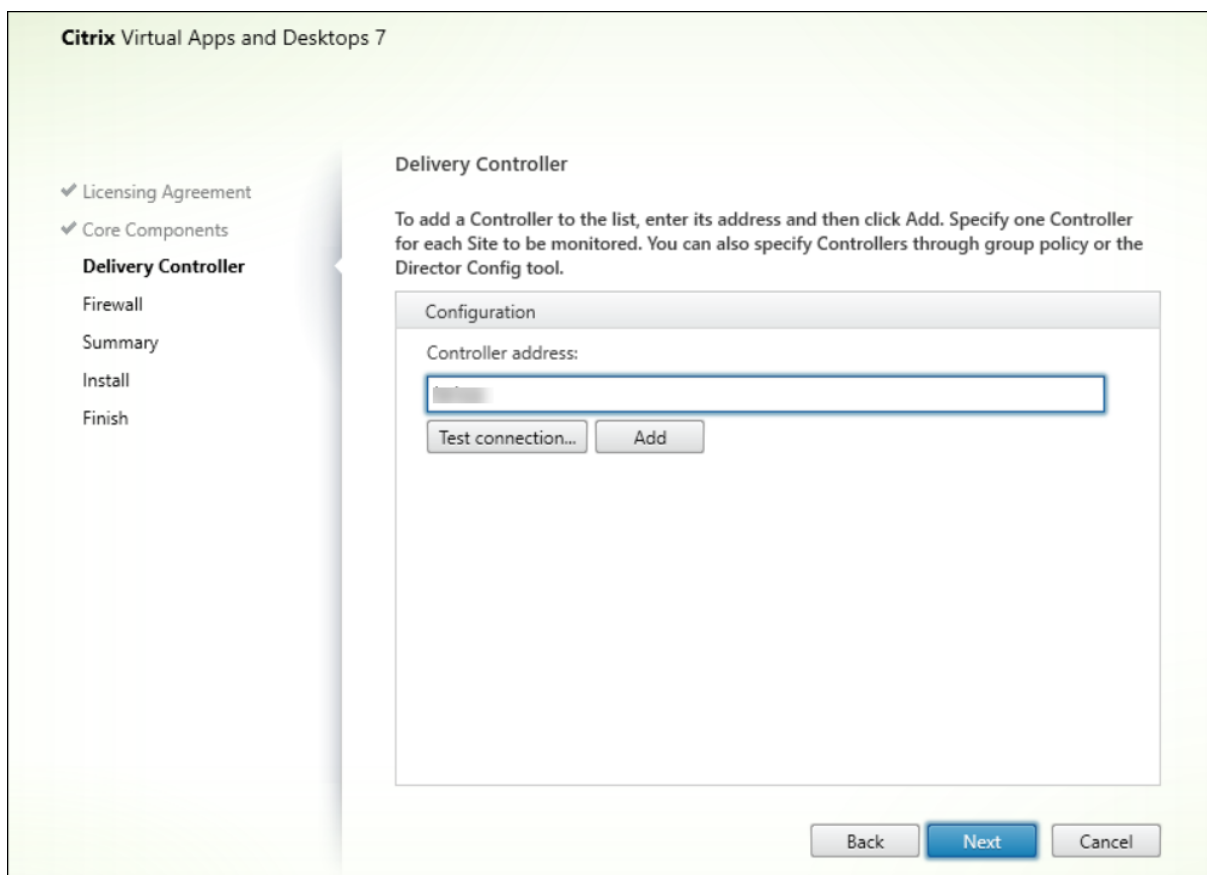 Citrix Virtual Apps and Desktops 7
Licensing Agreement
Core Components
Delivery Controller
Firewall
Summary
Install
Finish
Delivery Controller
To add a Controller to the list, enter its address and then click Add. Specify one Controller
for each Site to be monitored. You can also specify Controllers through group policy or the
Director Config tool.
Configuration
Controller address:
Test connection...
Add
Back
Next
Cancel